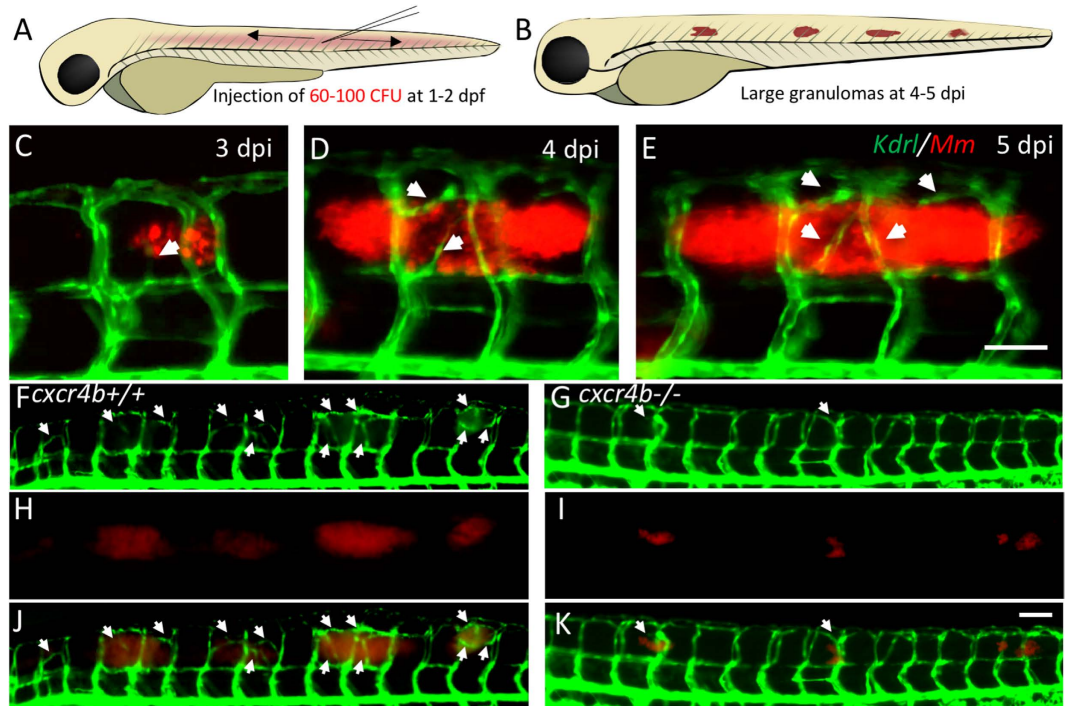 A
Injection of 60-100 CFU at 1-2 dpf
B
Large granulomas at 4-5 dpi
C 3 dpi
D 4 dpi
E Kdrl/Mm 5 dpi
F cxcr4b+/+
G cxcr4b-/-
H
I
J
K